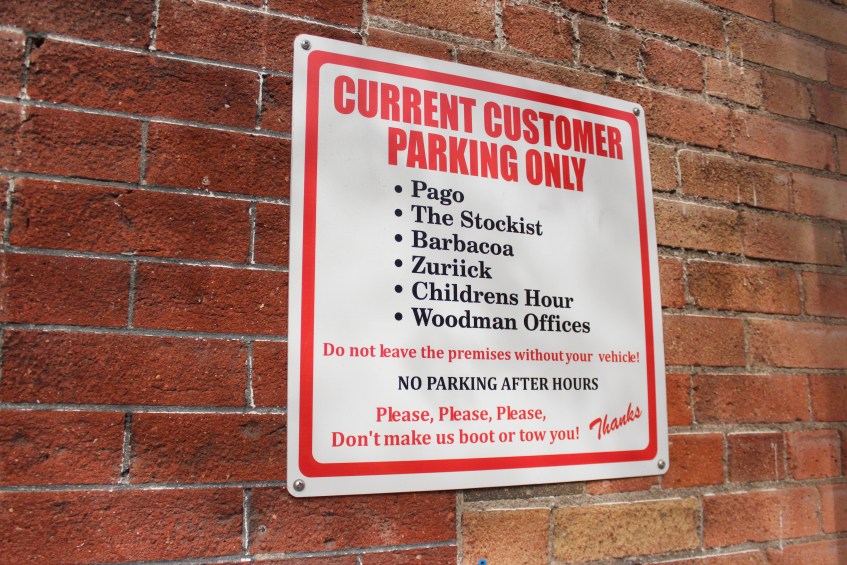 CURRENT CUSTOMER
PARKING ONLY
• Pago
• The Stockist
• Barbacoa
• Zuriick
• Childrens Hour
• Woodman Offices
Do not leave the premises without your vehicle!
NO PARKING AFTER HOURS
Please, Please, Please,
Don't make us boot or tow you! Thanks